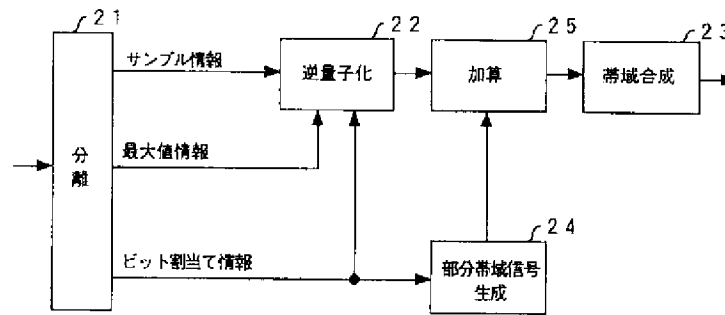 21
22
25
23
サンプル情報
逆量子化
加算
帯域合成
分離
最大値情報
24
ビット割当て情報
部分帯域信号
生成